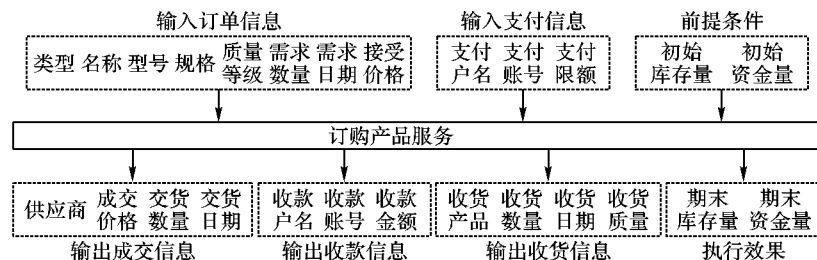 输入订单信息 输入支付信息 前提条件
类型 名称 型号 规格 质量等级 需求数量 需求日期 接受价格
支付户名 支付账号 支付限额
初始库存量 初始资金量
订购产品服务
供应商 成交价格 交货数量 交货日期
收款户名 收款账号 收款金额
收货产品 收货数量 收货日期 收货质量
期末库存量 期末资金量
输出成交信息 输出收款信息 输出收货信息 执行效果